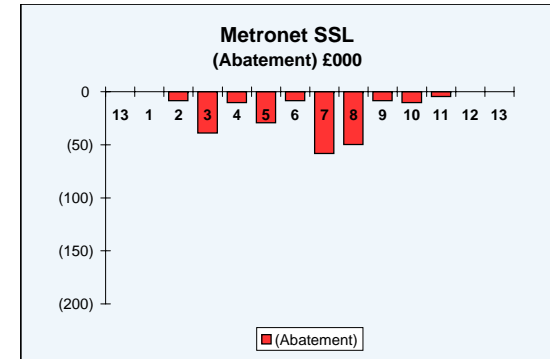 Metronet SSL
(Abatement) £000
0
13 1 2 3 4 5 6 7 8 9 10 11 12 13
(50)
(100)
(150)
(200)
(Abatement)